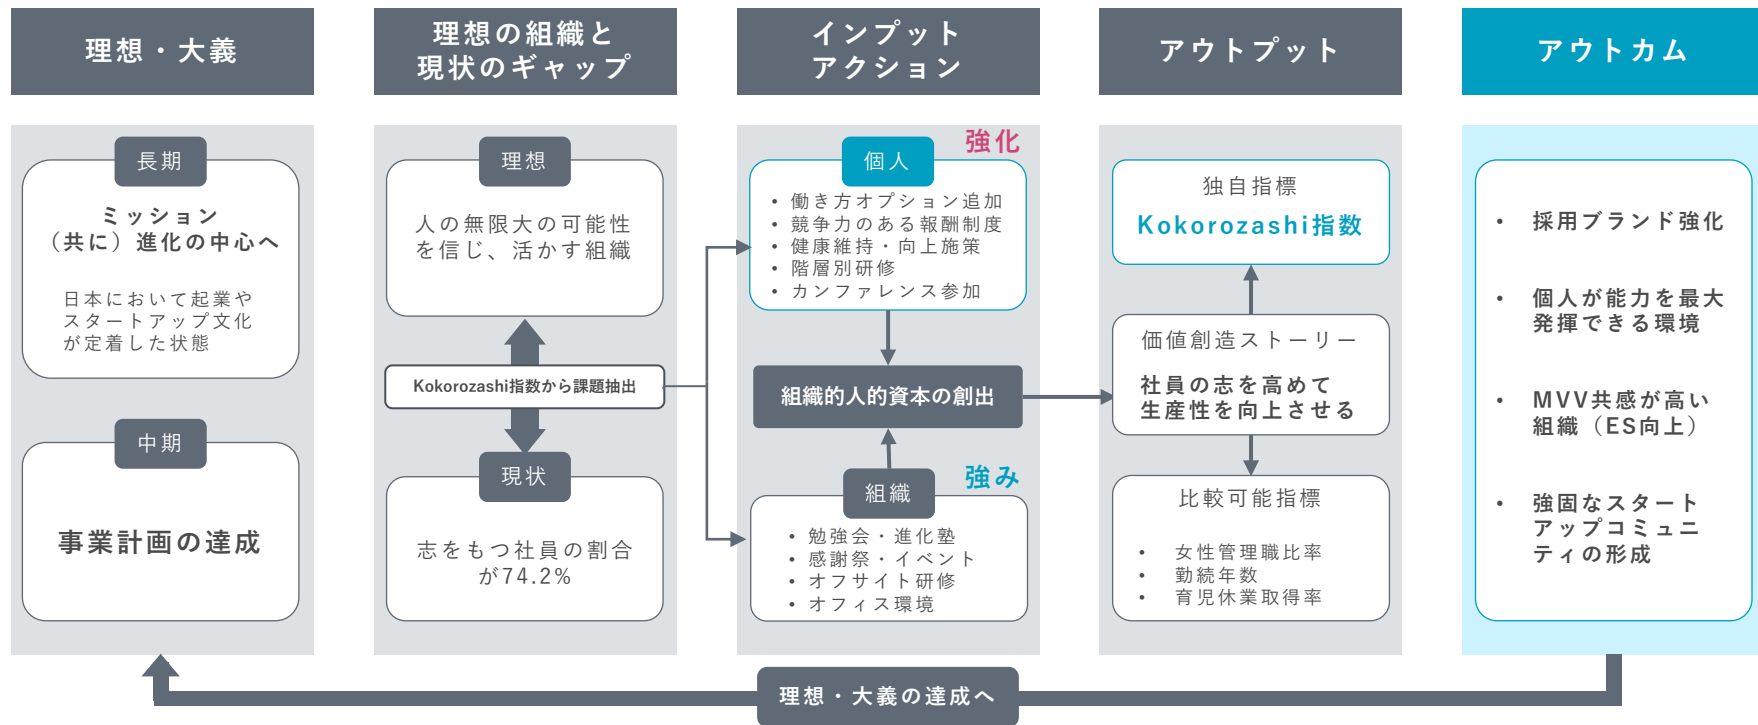 理想・大義
長期
ミッション
（共に）進化の中心へ
日本において起業や
スタートアップ文化
が定着した状態
中期
事業計画の達成
理想の組織と
現状のギャップ
理想
人の無限大の可能性
を信じ、活かす組織
Kokorozashi指数から課題抽出
現状
志をもつ社員の割合
が74.2%
インプット
アクション
強化
個人
• 働き方オプション追加
• 競争力のある報酬制度
• 健康維持・向上施策
• 階層別研修
• カンファレンス参加
組織的人的資本の創出
強み
組織
• 勉強会・進化塾
• 感謝祭・イベント
• オフサイト研修
• オフィス環境
アウトプット
独自指標
Kokorozashi指数
価値創造ストーリー
社員の志を高めて
生産性を向上させる
比較可能指標
• 女性管理職比率
• 勤続年数
• 育児休業取得率
アウトカム
• 採用ブランド強化
• 個人が能力を最大
発揮できる環境
• MVV共感が高い
組織（ES向上）
• 強固なスタート
アップコミュニ
ティの形成
理想・大義の達成へ